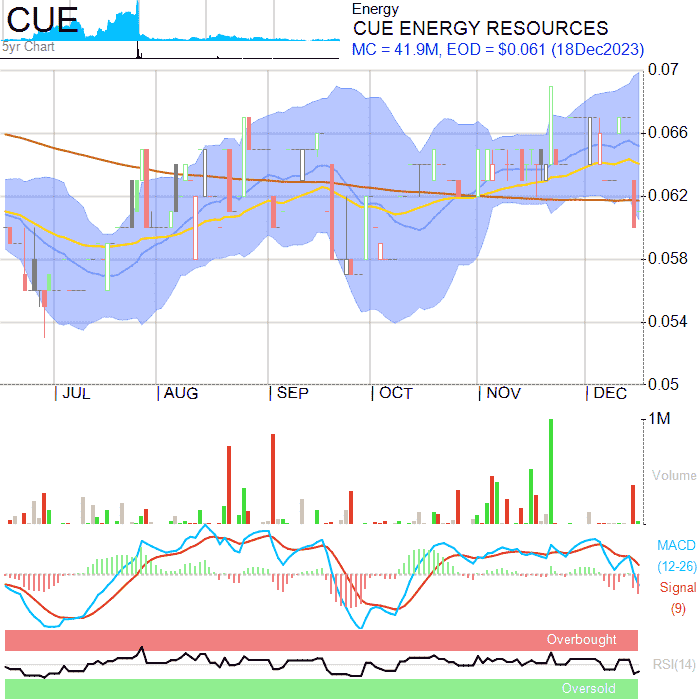 CUE
5yr Chart
Energy
CUE ENERGY RESOURCES
MC = 41.9M, EOD = $0.061 (18Dec2023)
0.07
0.066
0.062
0.058
0.054
0.05
JUL AUG SEP OCT NOV DEC
1M
Volume
MACD
(12-26)
Signal
(9)
Overbought
RSI(14)
Oversold